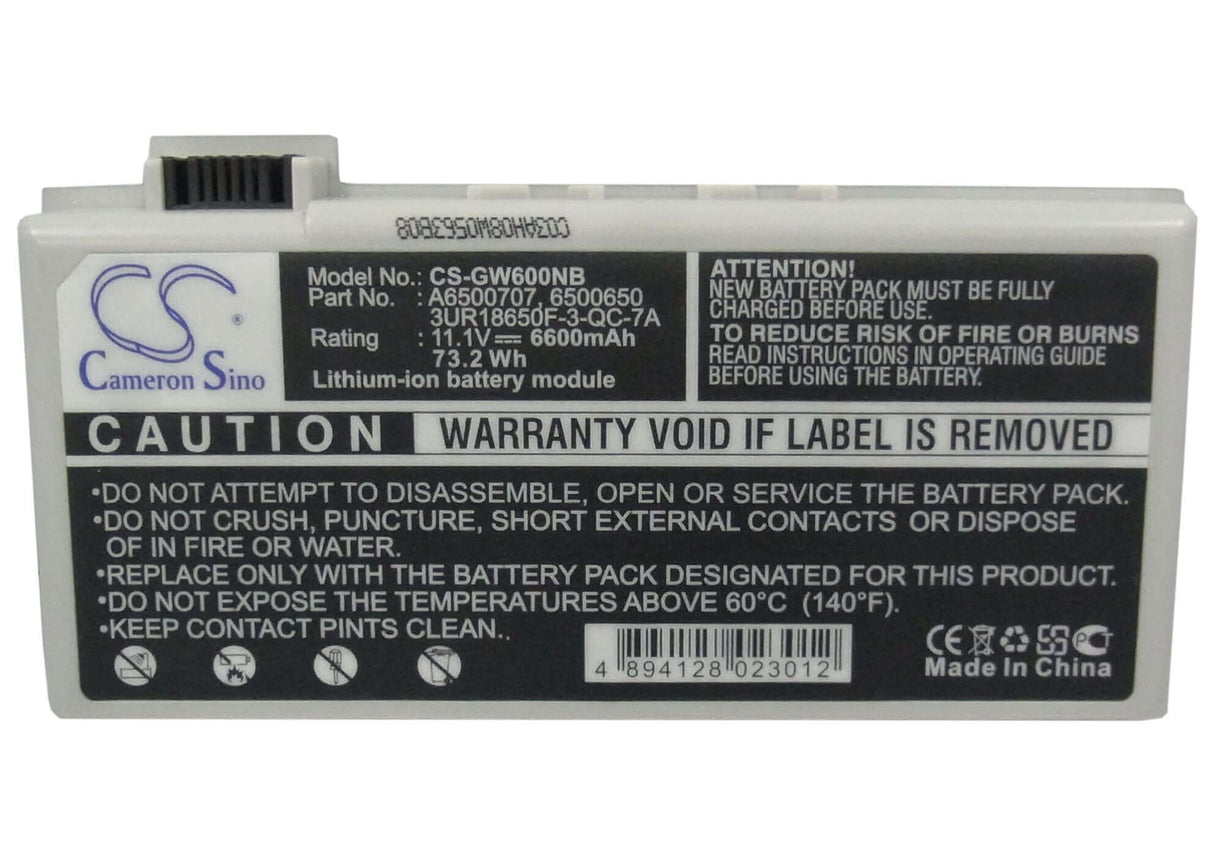 CS
®
Cameron Sino
Model No.: CS-GW600NB
Part No. : A6500707, 6500650
3UR18650F-3-QC-7A
Rating : 11.1V⎓ 6600mAh
73.2 Wh
Lithium-ion battery module
ATTENTION!
NEW BATTERY PACK MUST BE FULLY
CHARGED BEFORE USE.
TO REDUCE RISK OF FIRE OR BURNS
READ INSTRUCTIONS IN OPERATING GUIDE
BEFORE USING THE BATTERY.
CAUTION
WARRANTY VOID IF LABEL IS REMOVED
•DO NOT ATTEMPT TO DISASSEMBLE, OPEN OR SERVICE THE BATTERY PACK.
•DO NOT CRUSH, PUNCTURE, SHORT EXTERNAL CONTACTS OR DISPOSE
OF IN FIRE OR WATER.
•REPLACE ONLY WITH THE BATTERY PACK DESIGNATED FOR THIS PRODUCT.
•DO NOT EXPOSE THE TEMPERATURES ABOVE 60°C (140°F).
•KEEP CONTACT PINTS CLEAN..
4 894128 023012
CE
Made In China